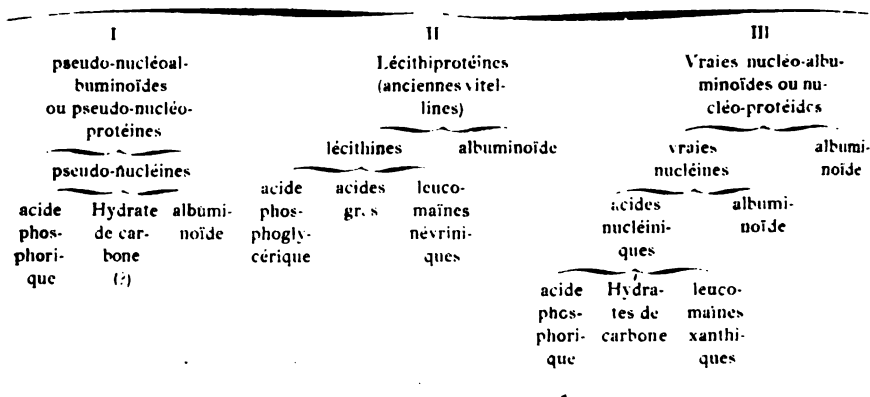 I
pseudo-nucléoal-
buminoïdes
ou pseudo-nucléo-
protéines
pseudo-nucléines
acide
phos-
phori-
que
Hydrate
de car-
bone
(?)
albumi-
noïde
II
Lécithiprotéines
(anciennes vitel-
lines)
lécithines
albuminoïde
acide
phos-
phogly-
cérique
acides
gras
leuco-
maïnes
névrini-
ques
III
Vraies nucléo-albu-
minoïdes ou nu-
cléo-protéides
vraies
nucléines
albumi-
noïde
acides
nucléini-
ques
albumi-
noïde
acide
phos-
phori-
que
Hydra-
tes de
carbone
leuco-
maïnes
xanthi-
ques